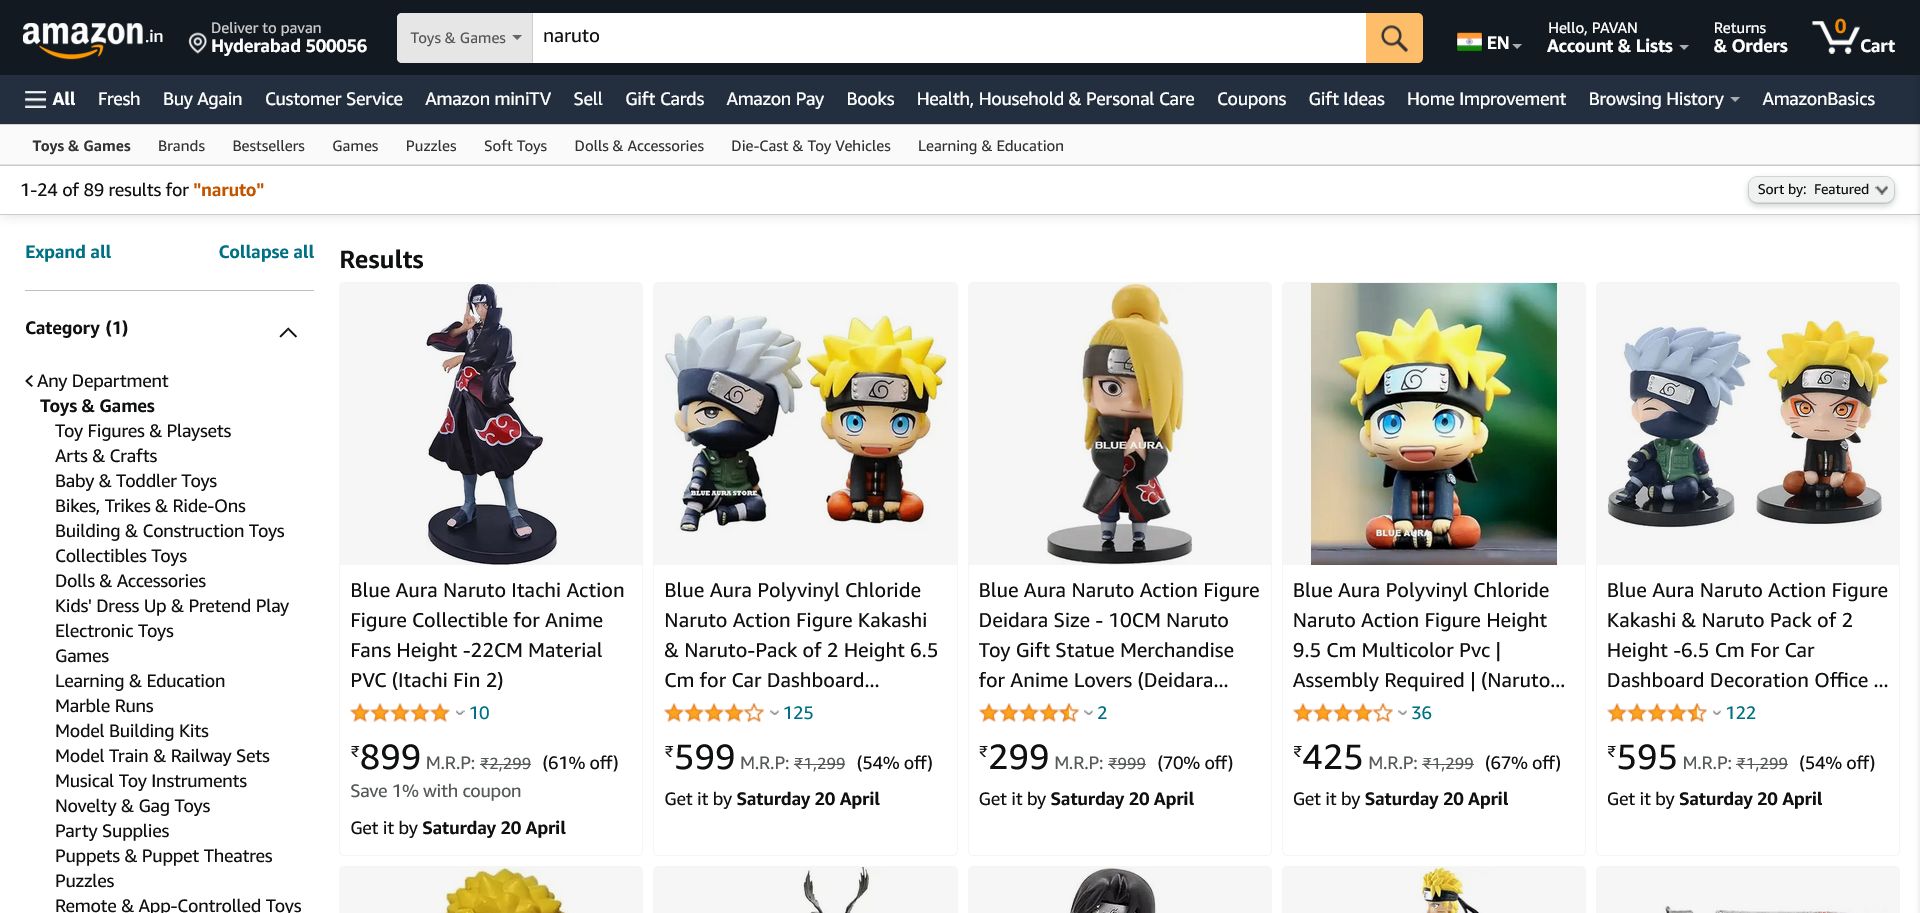 amazon.in
Deliver to pavan
Hyderabad 500056
Toys & Games
naruto
EN
Hello, PAVAN
Account & Lists
Returns
& Orders
0
Cart
All
Fresh
Buy Again
Customer Service
Amazon miniTV
Sell
Gift Cards
Amazon Pay
Books
Health, Household & Personal Care
Coupons
Gift Ideas
Home Improvement
Browsing History
AmazonBasics
Toys & Games
Brands
Bestsellers
Games
Puzzles
Soft Toys
Dolls & Accessories
Die-Cast & Toy Vehicles
Learning & Education
1-24 of 89 results for "naruto"
Sort by: Featured
Expand all
Collapse all
Category (1)
Any Department
Toys & Games
Toy Figures & Playsets
Arts & Crafts
Baby & Toddler Toys
Bikes, Trikes & Ride-Ons
Building & Construction Toys
Collectibles Toys
Dolls & Accessories
Kids' Dress Up & Pretend Play
Electronic Toys
Games
Learning & Education
Marble Runs
Model Building Kits
Model Train & Railway Sets
Musical Toy Instruments
Novelty & Gag Toys
Party Supplies
Puppets & Puppet Theatres
Puzzles
Remote & App-Controlled Toys
Results
Blue Aura Naruto Itachi Action
Figure Collectible for Anime
Fans Height -22CM Material
PVC (Itachi Fin 2)
10
₹899 M.R.P: ₹2,299 (61% off)
Save 1% with coupon
Get it by Saturday 20 April
BLUE AURA STORE
Blue Aura Polyvinyl Chloride
Naruto Action Figure Kakashi
& Naruto-Pack of 2 Height 6.5
Cm for Car Dashboard...
125
₹599 M.R.P: ₹1,299 (54% off)
Get it by Saturday 20 April
BLUE AURA
Blue Aura Naruto Action Figure
Deidara Size - 10CM Naruto
Toy Gift Statue Merchandise
for Anime Lovers (Deidara...
2
₹299 M.R.P: ₹999 (70% off)
Get it by Saturday 20 April
BLUE AURA
Blue Aura Polyvinyl Chloride
Naruto Action Figure Height
9.5 Cm Multicolor Pvc |
Assembly Required | (Naruto...
36
₹425 M.R.P: ₹1,299 (67% off)
Get it by Saturday 20 April
Blue Aura Naruto Action Figure
Kakashi & Naruto Pack of 2
Height -6.5 Cm For Car
Dashboard Decoration Office ...
122
₹595 M.R.P: ₹1,299 (54% off)
Get it by Saturday 20 April